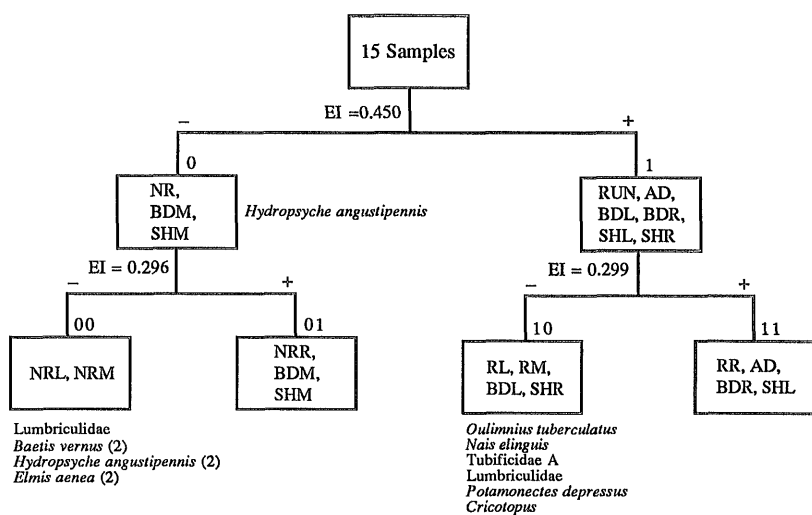 15 Samples
EI =0.450
−
+
0
1
NR,
BDM,
SHM
Hydropsyche angustipennis
RUN, AD,
BDL, BDR,
SHL, SHR
EI = 0.296
EI = 0.299
−
+
−
+
00
01
10
11
NRL, NRM
NRR,
BDM,
SHM
RL, RM,
BDL, SHR
RR, AD,
BDR, SHL
Lumbriculidae
Baetis vernus (2)
Hydropsyche angustipennis (2)
Elmis aenea (2)
Oulimnius tuberculatus
Nais elinguis
Tubificidae A
Lumbriculidae
Potamonectes depressus
Cricotopus